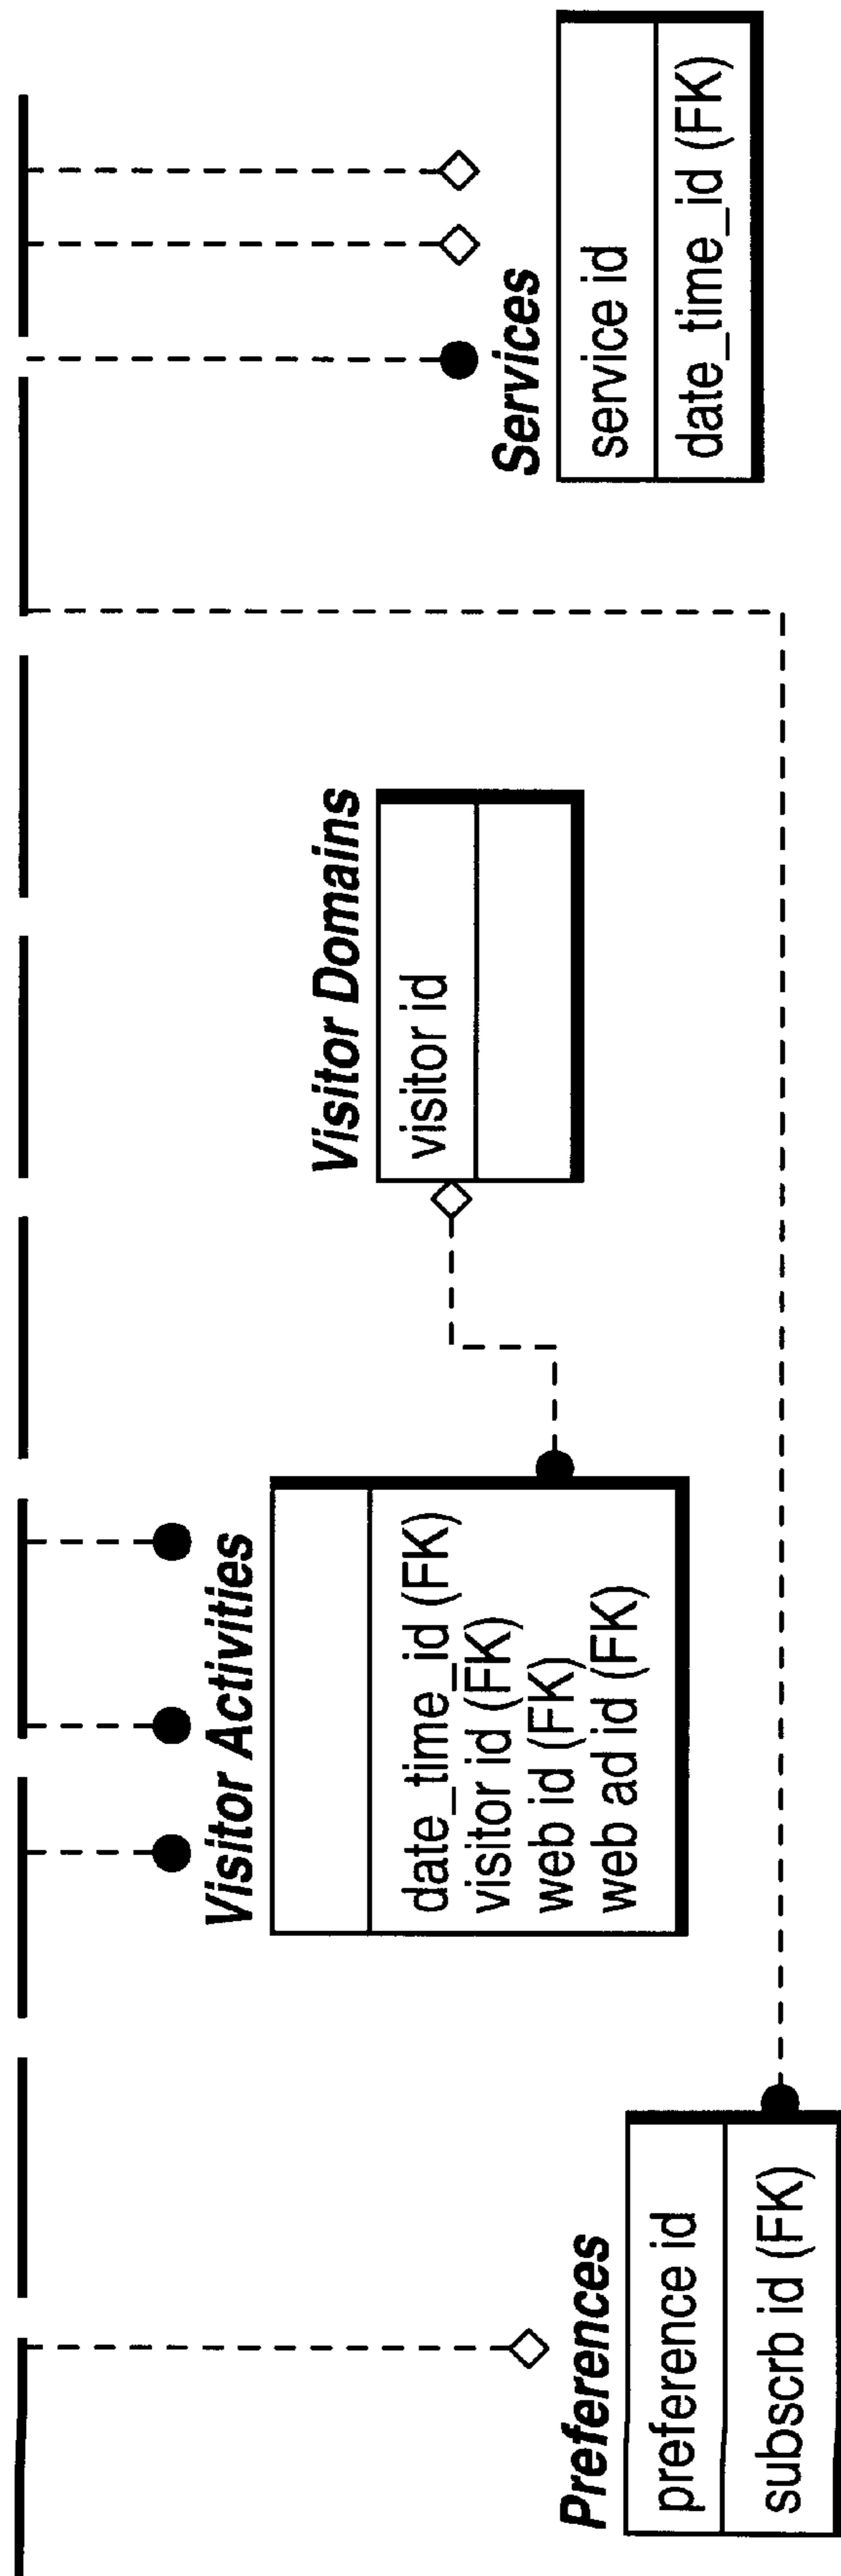 Preferences
preference id
subscrb id (FK)
Visitor Activities
date_time_id (FK)
visitor id (FK)
web id (FK)
web ad id (FK)
Visitor Domains
visitor id
Services
service id
date_time_id (FK)